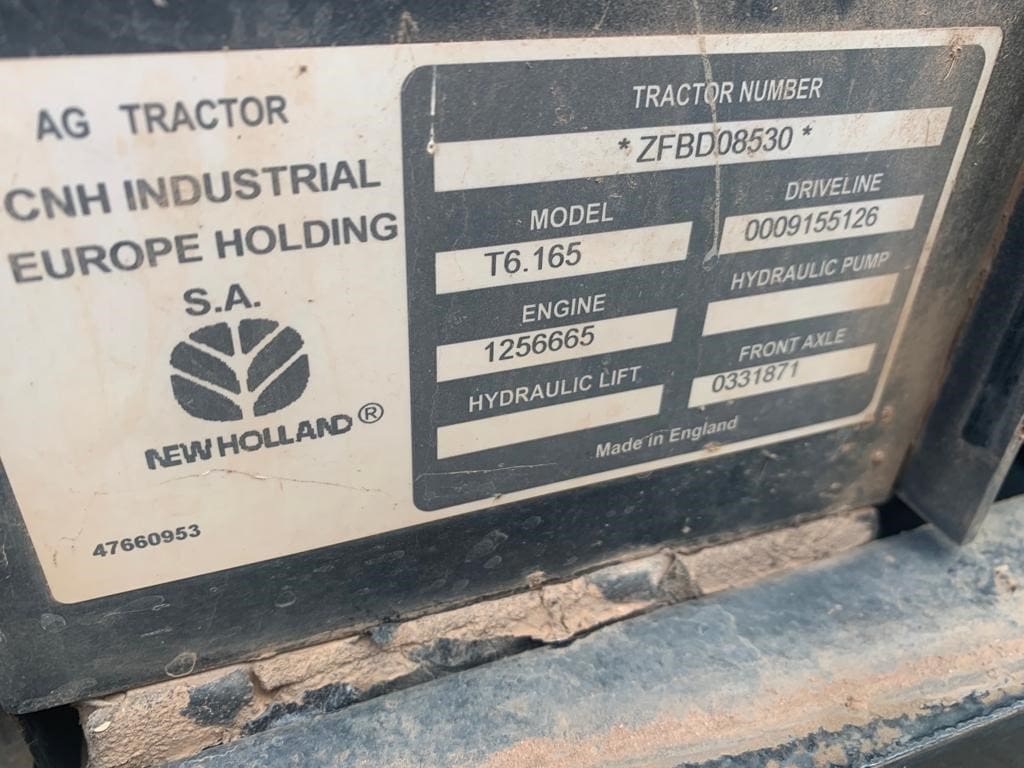 AG TRACTOR
CNH INDUSTRIAL
EUROPE HOLDING
S.A.
NEW HOLLAND®
47660953
TRACTOR NUMBER
* ZFBD08530 *
MODEL
T6.165
DRIVELINE
0009155126
ENGINE
1256665
HYDRAULIC PUMP
HYDRAULIC LIFT
FRONT AXLE
0331871
Made in England